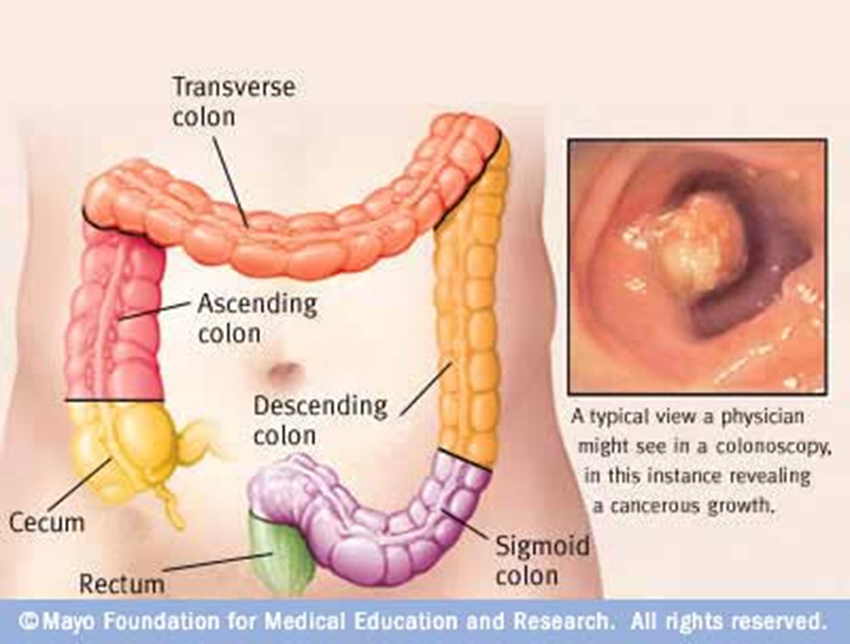 Transverse
colon
Ascending
colon
Descending
colon
Cecum
Rectum
Sigmoid
colon
A typical view a physician
might see in a colonoscopy,
in this instance revealing
a cancerous growth.
©Mayo Foundation for Medical Education and Research. All rights reserved.